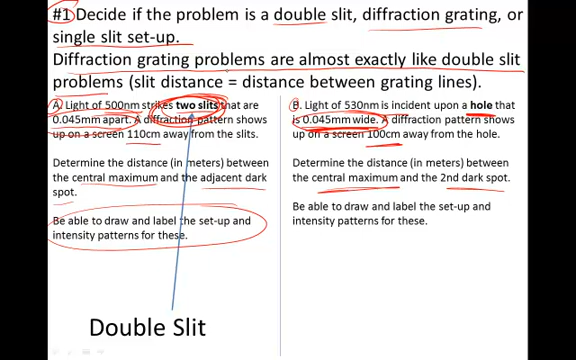 #1 Decide if the problem is a double slit, diffraction grating, or
single slit set-up.
Diffraction grating problems are almost exactly like double slit
problems (slit distance = distance between grating lines).
A. Light of 500nm strikes two slits that are
0.045mm apart. A diffraction pattern shows
up on a screen 110cm away from the slits.
Determine the distance (in meters) between
the central maximum and the adjacent dark
spot.
Be able to draw and label the set-up and
intensity patterns for these.
Double Slit
B. Light of 530nm is incident upon a hole that
is 0.045mm wide. A diffraction pattern shows
up on a screen 100cm away from the hole.
Determine the distance (in meters) between
the central maximum and the 2nd dark spot.
Be able to draw and label the set-up and
intensity patterns for these.